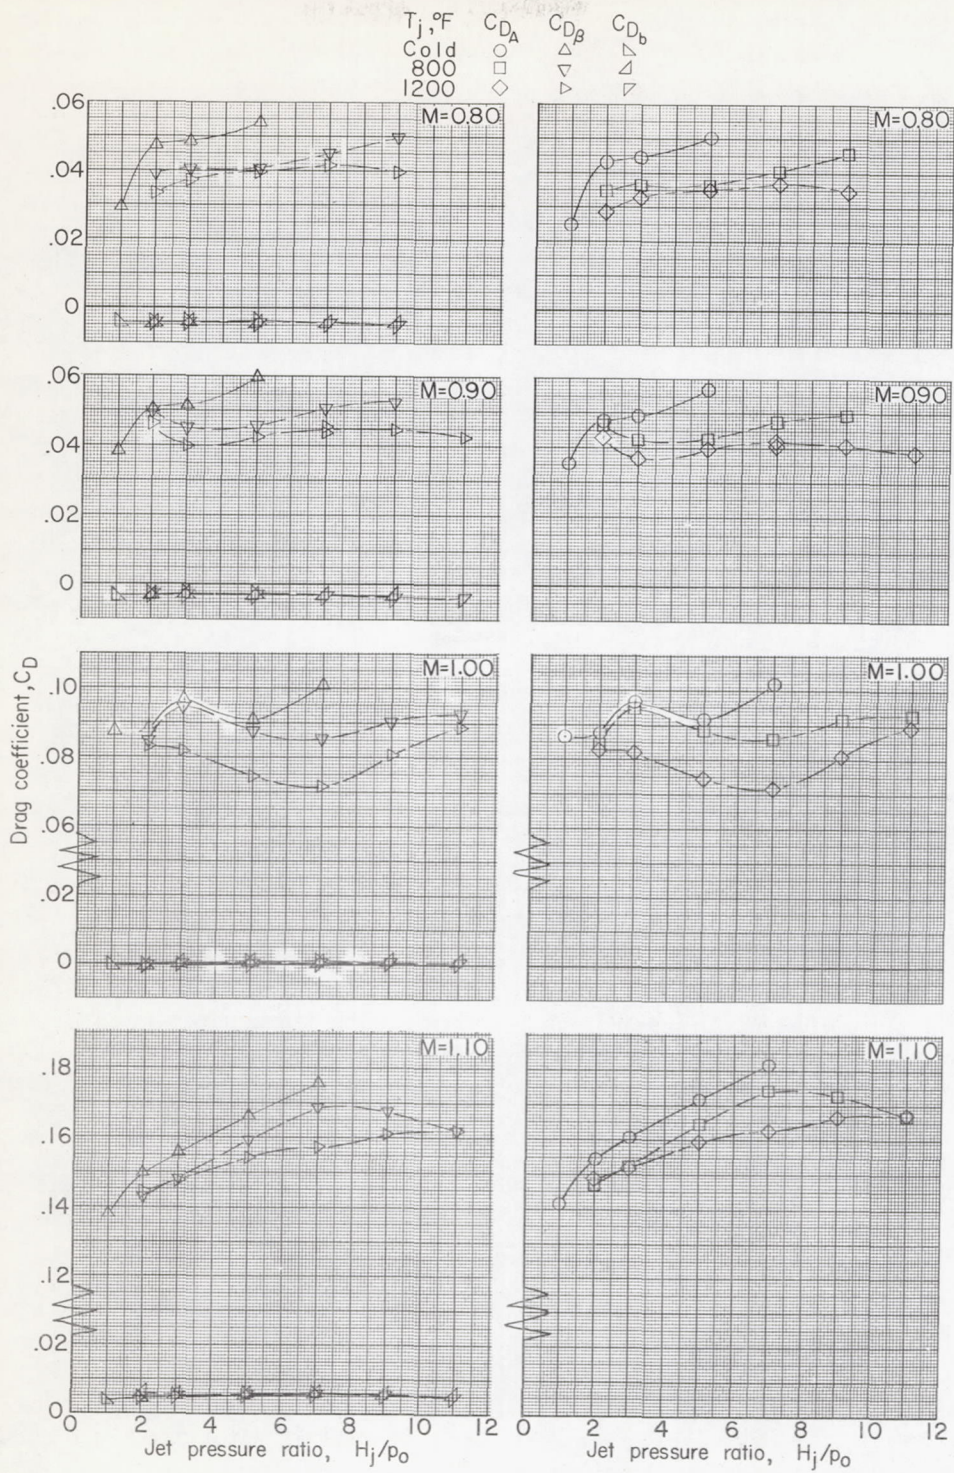 Tj,°F CDA CDβ CDb
Cold
800
1200
.06 M=0.80 M=0.80
.04
.02
0
.06 M=0.90 M=0.90
.04
.02
0
Drag coefficient, CD
M=1.00 M=1.00
.10
.08
.06
.02
0
M=1.10 M=1.10
.18
.16
.14
.12
.02
0
0 2 4 6 8 10 12 0 2 4 6 8 10 12
Jet pressure ratio, Hj/po Jet pressure ratio, Hj/po